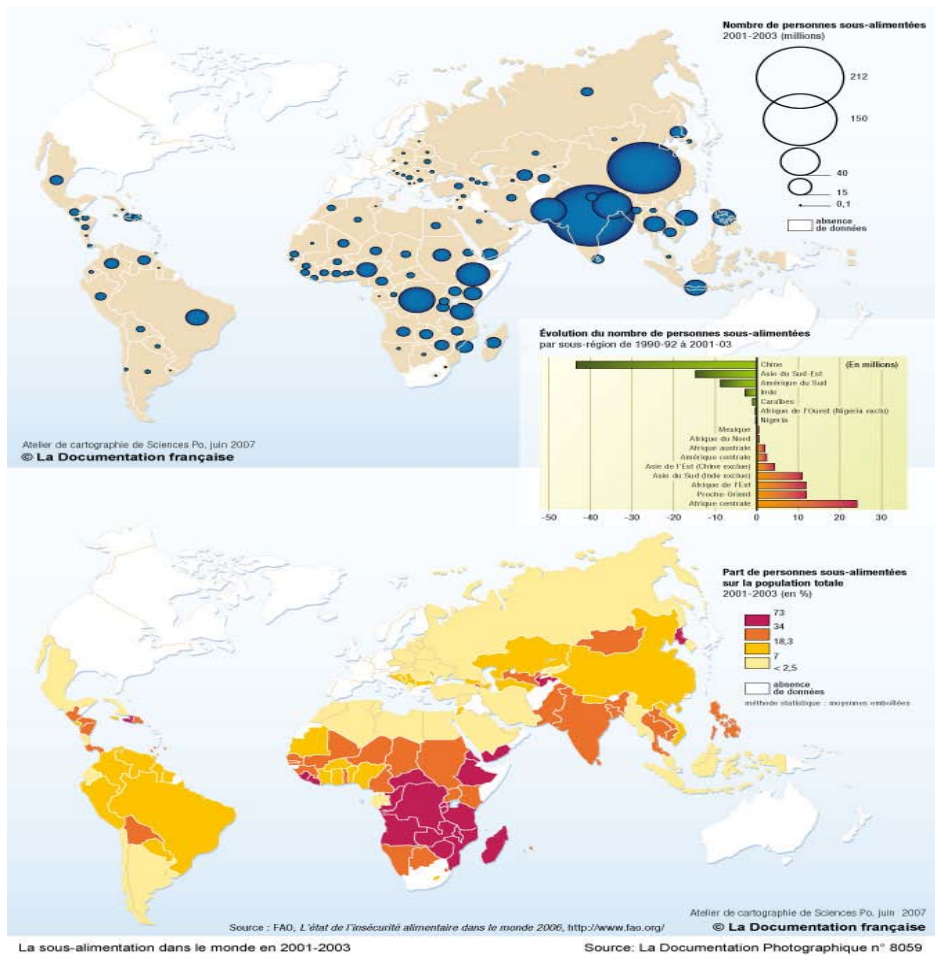 Nombre de personnes sous-alimentées
2001-2003 (millions)
212
150
40
15
0,1
absence
de données
Évolution du nombre de personnes sous-alimentées
par sous-région de 1990-92 à 2001-03
Chine
(En millions)
Asie du Sud-Est
Amérique du Sud
Inde
Caraïbes
Afrique de l'Ouest (Nigeria exclu)
Nigeria
Mexique
Afrique du Nord
Afrique australe
Amérique centrale
Asie de l'Est (Chine exclue)
Asie du Sud (Inde exclue)
Afrique de l'Est
Proche-Orient
Afrique centrale
-50 -40 -30 -20 -10 0 10 20 30
Atelier de cartographie de Sciences Po, juin 2007
© La Documentation française
Part de personnes sous-alimentées
sur la population totale
2001-2003 (en %)
73
34
18,3
7
< 2,5
absence
de données
méthode statistique : moyennes emboîtées
Atelier de cartographie de Sciences Po, juin 2007
Source : FAO, L'état de l'insécurité alimentaire dans le monde 2006, http://www.fao.org/
© La Documentation française
La sous-alimentation dans le monde en 2001-2003
Source: La Documentation Photographique n° 8059